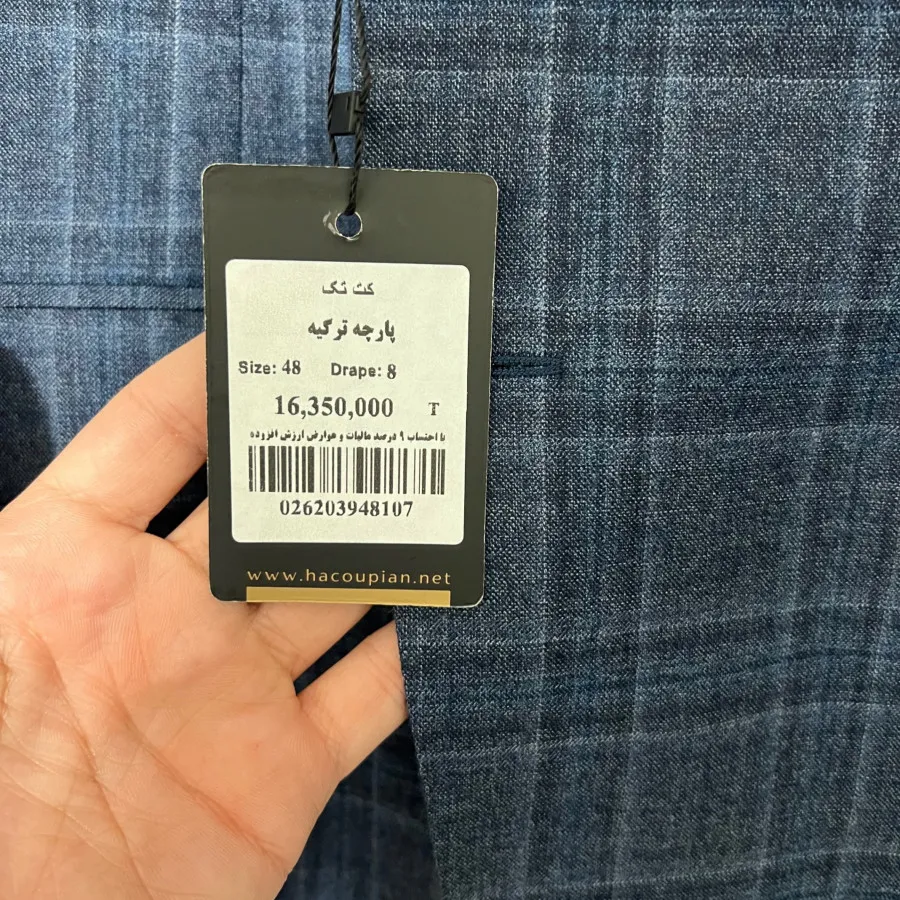 کت تک
پارچه ترکیه
Size: 48 Drape: 8
16,350,000 T
با احتساب ۹ درصد مالیات و عوارض ارزش افزوده
026203948107
www.hacoupian.net